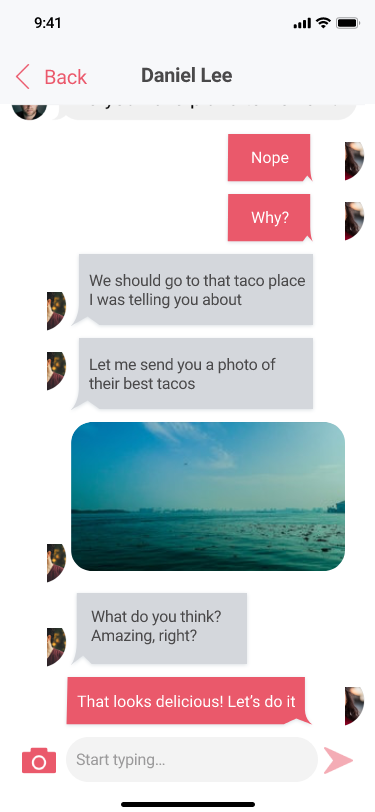 9:41
Back
Daniel Lee
Nope
Why?
We should go to that taco place
I was telling you about
Let me send you a photo of
their best tacos
What do you think?
Amazing, right?
That looks delicious! Let's do it
Start typing...